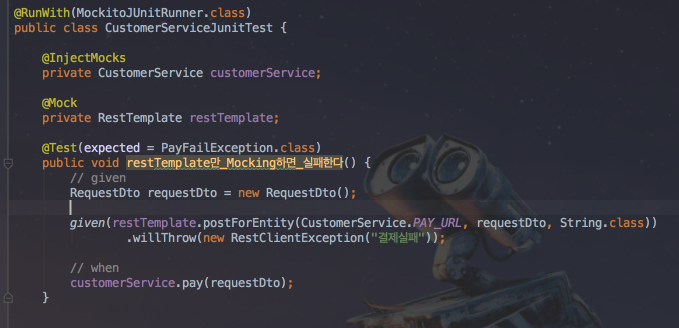 @RunWith(MockitoJUnitRunner.class)
public class CustomerServiceJunitTest {
@InjectMocks
private CustomerService customerService;
@Mock
private RestTemplate restTemplate;
@Test(expected = PayFailException.class)
public void restTemplate만_Mocking하면_실패한다() {
// given
RequestDto requestDto = new RequestDto();
given(restTemplate.postForEntity(CustomerService.PAY_URL, requestDto, String.class))
.willThrow(new RestClientException("결제실패"));
// when
customerService.pay(requestDto);
}